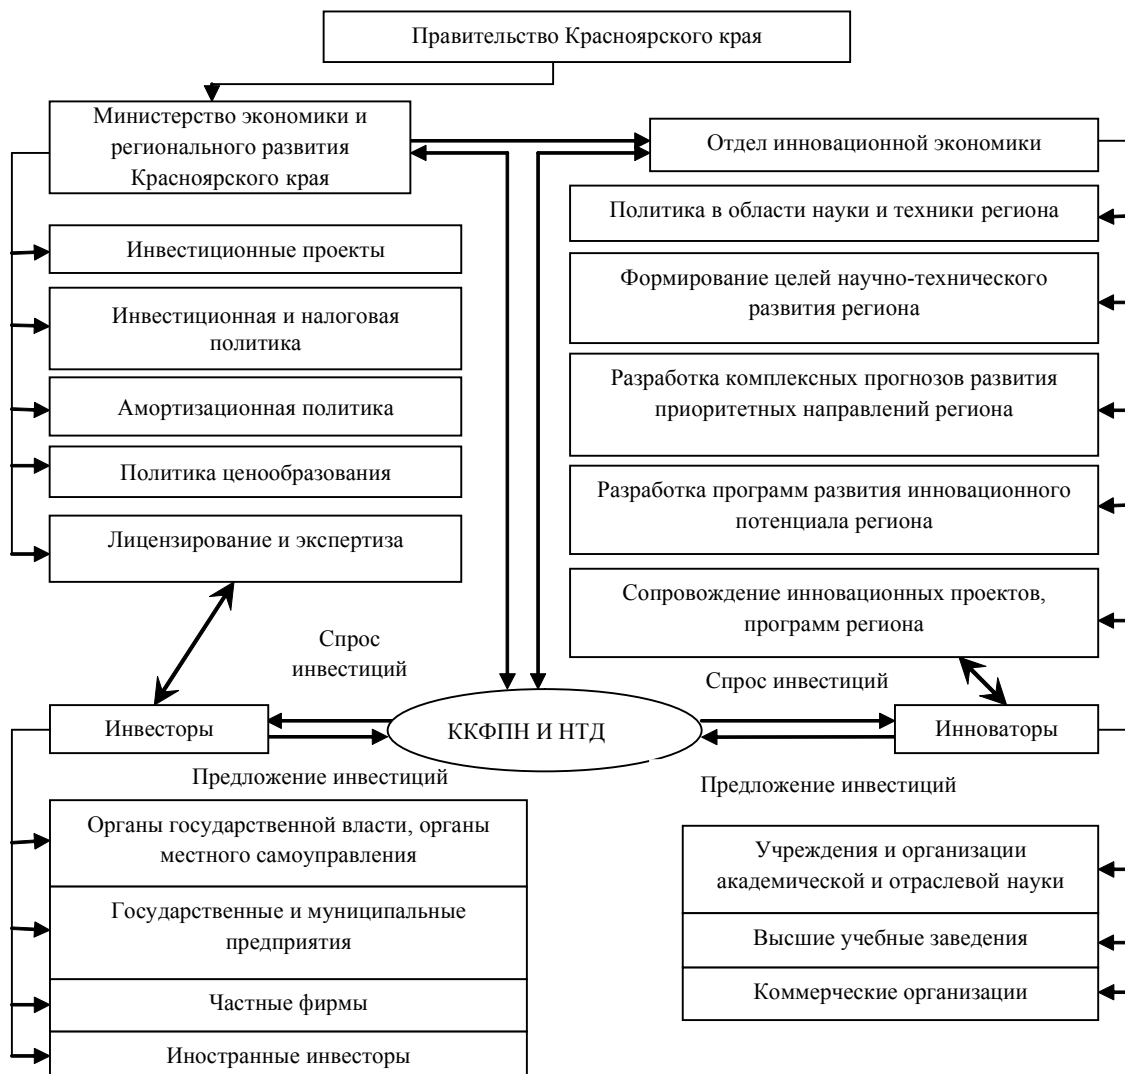 Правительство Красноярского края
Министерство экономики и
регионального развития
Красноярского края
Отдел инновационной экономики
Инвестиционные проекты
Инвестиционная и налоговая
политика
Амортизационная политика
Политика ценообразования
Лицензирование и экспертиза
Политика в области науки и техники региона
Формирование целей научно-технического
развития региона
Разработка комплексных прогнозов развития
приоритетных направлений региона
Разработка программ развития инновационного
потенциала региона
Сопровождение инновационных проектов,
программ региона
Спрос
инвестиций
Спрос инвестиций
Инвесторы
ККФПН И НТД
Инноваторы
Предложение инвестиций
Предложение инвестиций
Органы государственной власти, органы
местного самоуправления
Государственные и муниципальные
предприятия
Частные фирмы
Иностранные инвесторы
Учреждения и организации
академической и отраслевой науки
Высшие учебные заведения
Коммерческие организации